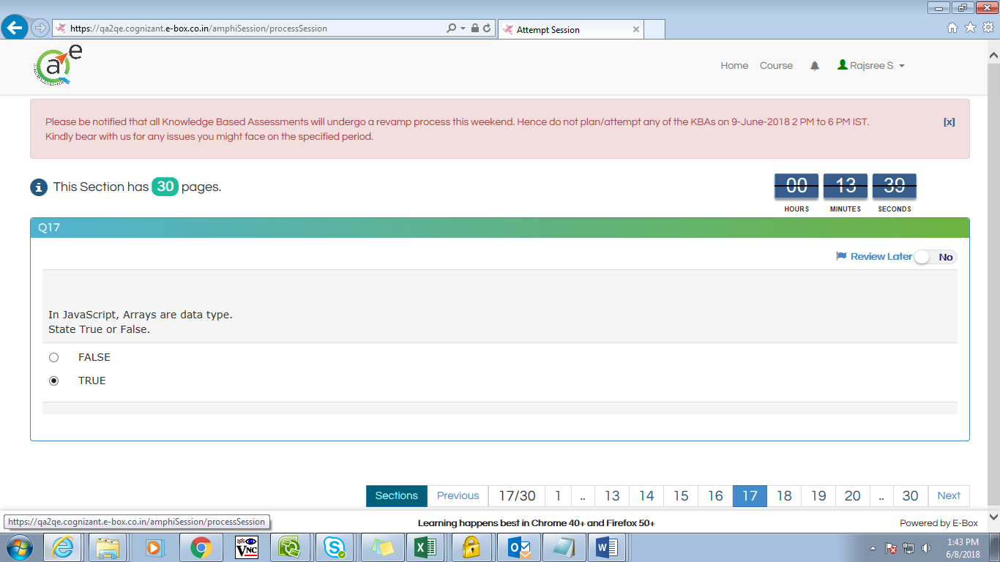 https://qa2qe.cognizant.e-box.co.in/amphiSession/processSession
Attempt Session
a e
Home Course Rajsree S
Please be notified that all Knowledge Based Assessments will undergo a revamp process this weekend. Hence do not plan/attempt any of the KBAs on 9-June-2018 2 PM to 6 PM IST. [x]
Kindly bear with us for any issues you might face on the specified period.
This Section has 30 pages.
00 13 39
HOURS MINUTES SECONDS
Q17
Review Later No
In JavaScript, Arrays are data type.
State True or False.
FALSE
TRUE
Sections Previous 17/30 1 .. 13 14 15 16 17 18 19 20 .. 30 Next
https://qa2qe.cognizant.e-box.co.in/amphiSession/processSession
Learning happens best in Chrome 40+ and Firefox 50+
Powered by E-Box
VNC
1:43 PM
6/8/2018